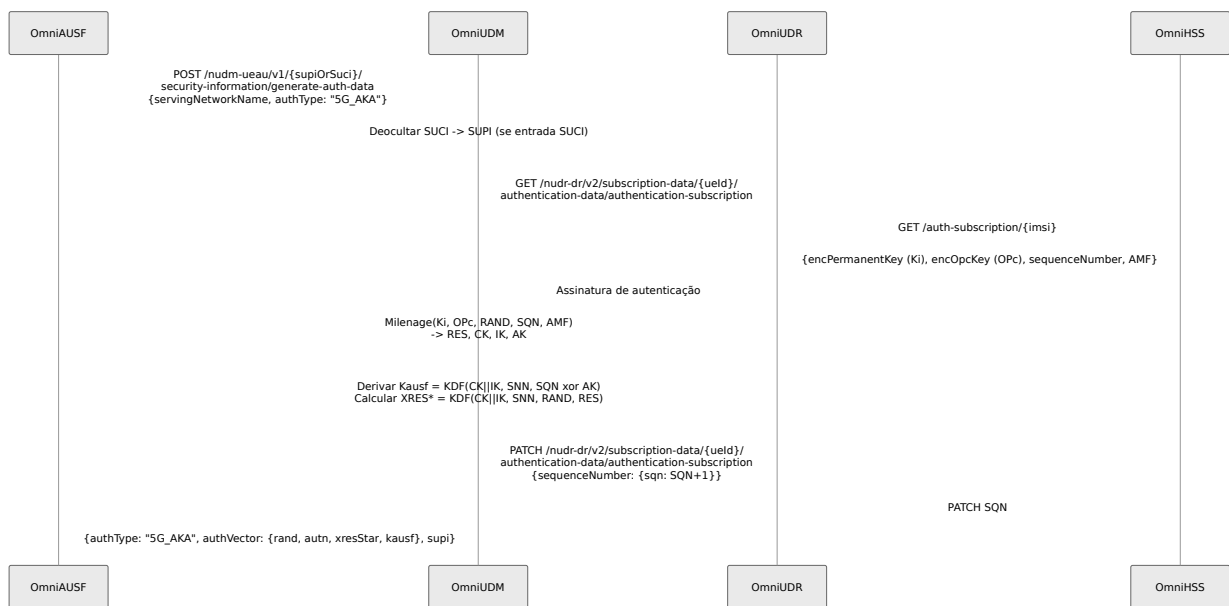 OmniAUSF
OmniUDM
OmniUDR
OmniHSS
POST /nudm-ueau/v1/{supiOrSuci}/
security-information/generate-auth-data
{servingNetworkName, authType: "5G_AKA"}
Deocultar SUCI -> SUPI (se entrada SUCI)
GET /nudr-dr/v2/subscription-data/{ueId}/
authentication-data/authentication-subscription
GET /auth-subscription/{imsi}
{encPermanentKey (Ki), encOpcKey (OPc), sequenceNumber, AMF}
Assinatura de autenticação
Milenage(Ki, OPc, RAND, SQN, AMF)
-> RES, CK, IK, AK
Derivar Kausf = KDF(CK||IK, SNN, SQN xor AK)
Calcular XRES* = KDF(CK||IK, SNN, RAND, RES)
PATCH /nudr-dr/v2/subscription-data/{ueId}/
authentication-data/authentication-subscription
{sequenceNumber: {sqn: SQN+1}}
PATCH SQN
{authType: "5G_AKA", authVector: {rand, autn, xresStar, kausf}, supi}
OmniAUSF
OmniUDM
OmniUDR
OmniHSS